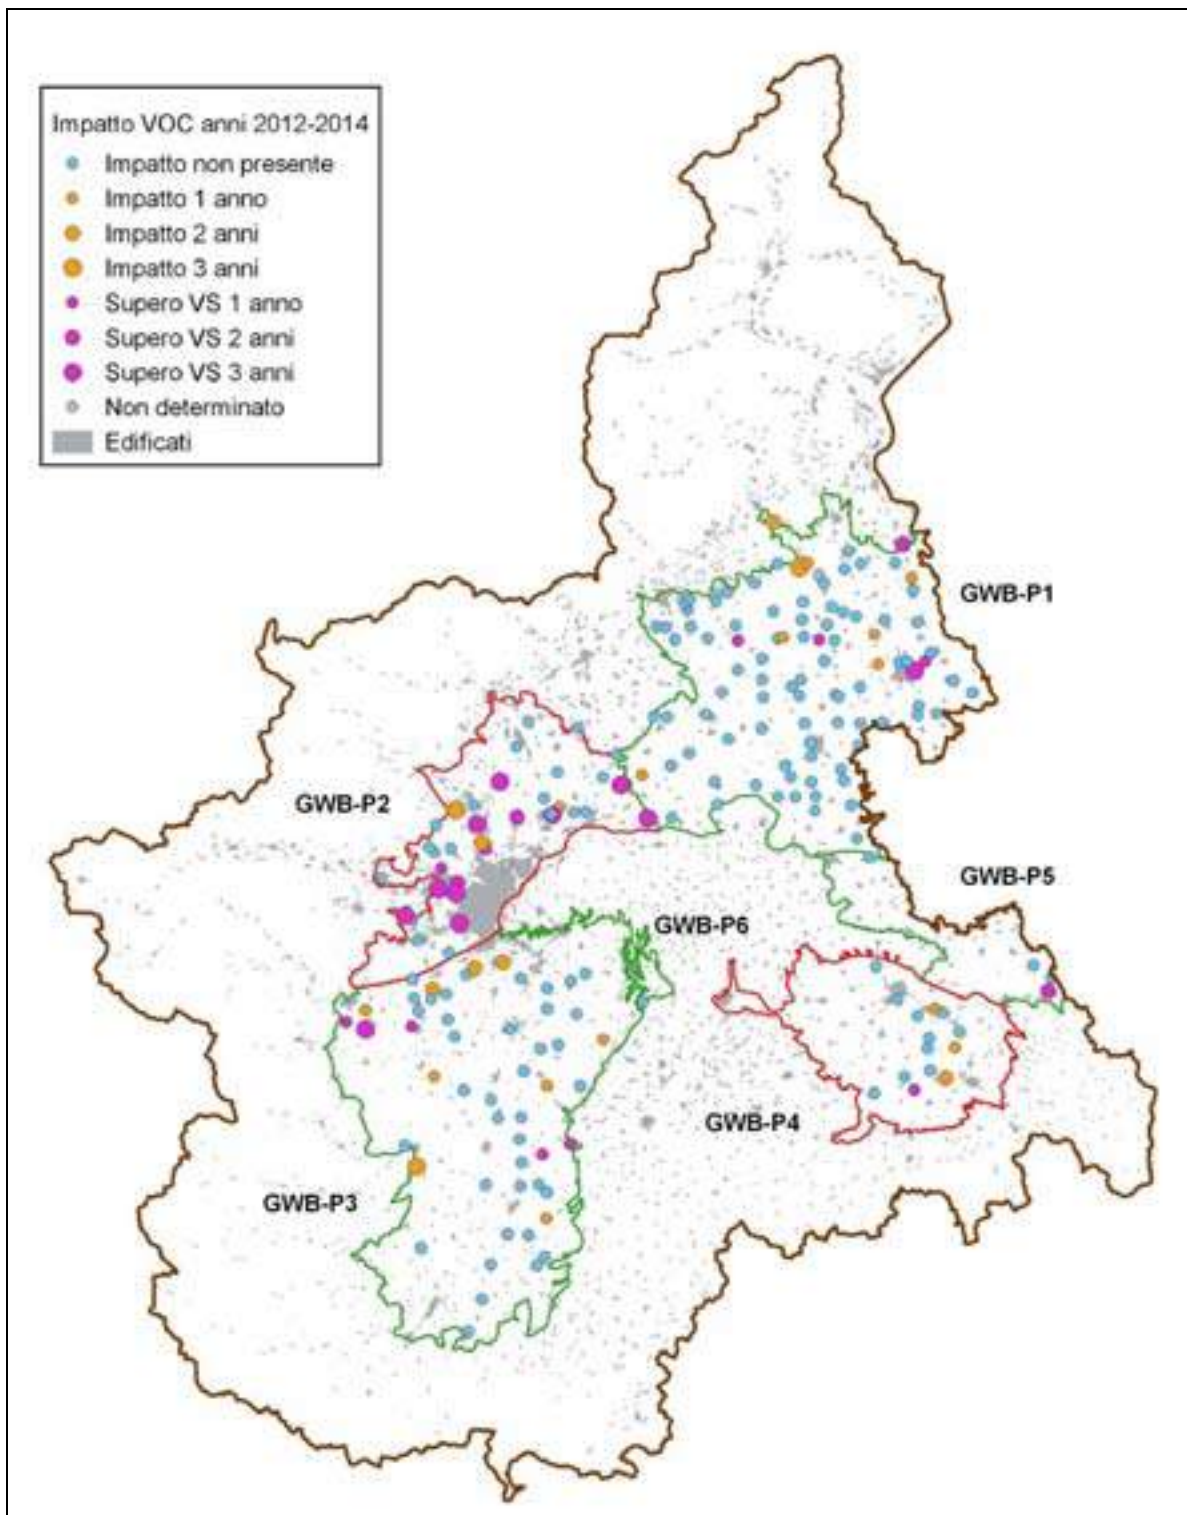 Impatto VOC anni 2012-2014
Impatto non presente
Impatto 1 anno
Impatto 2 anni
Impatto 3 anni
Supero VS 1 anno
Supero VS 2 anni
Supero VS 3 anni
Non determinato
Edificati
GWB-P1
GWB-P2
GWB-P5
GWB-P6
GWB-P4
GWB-P3